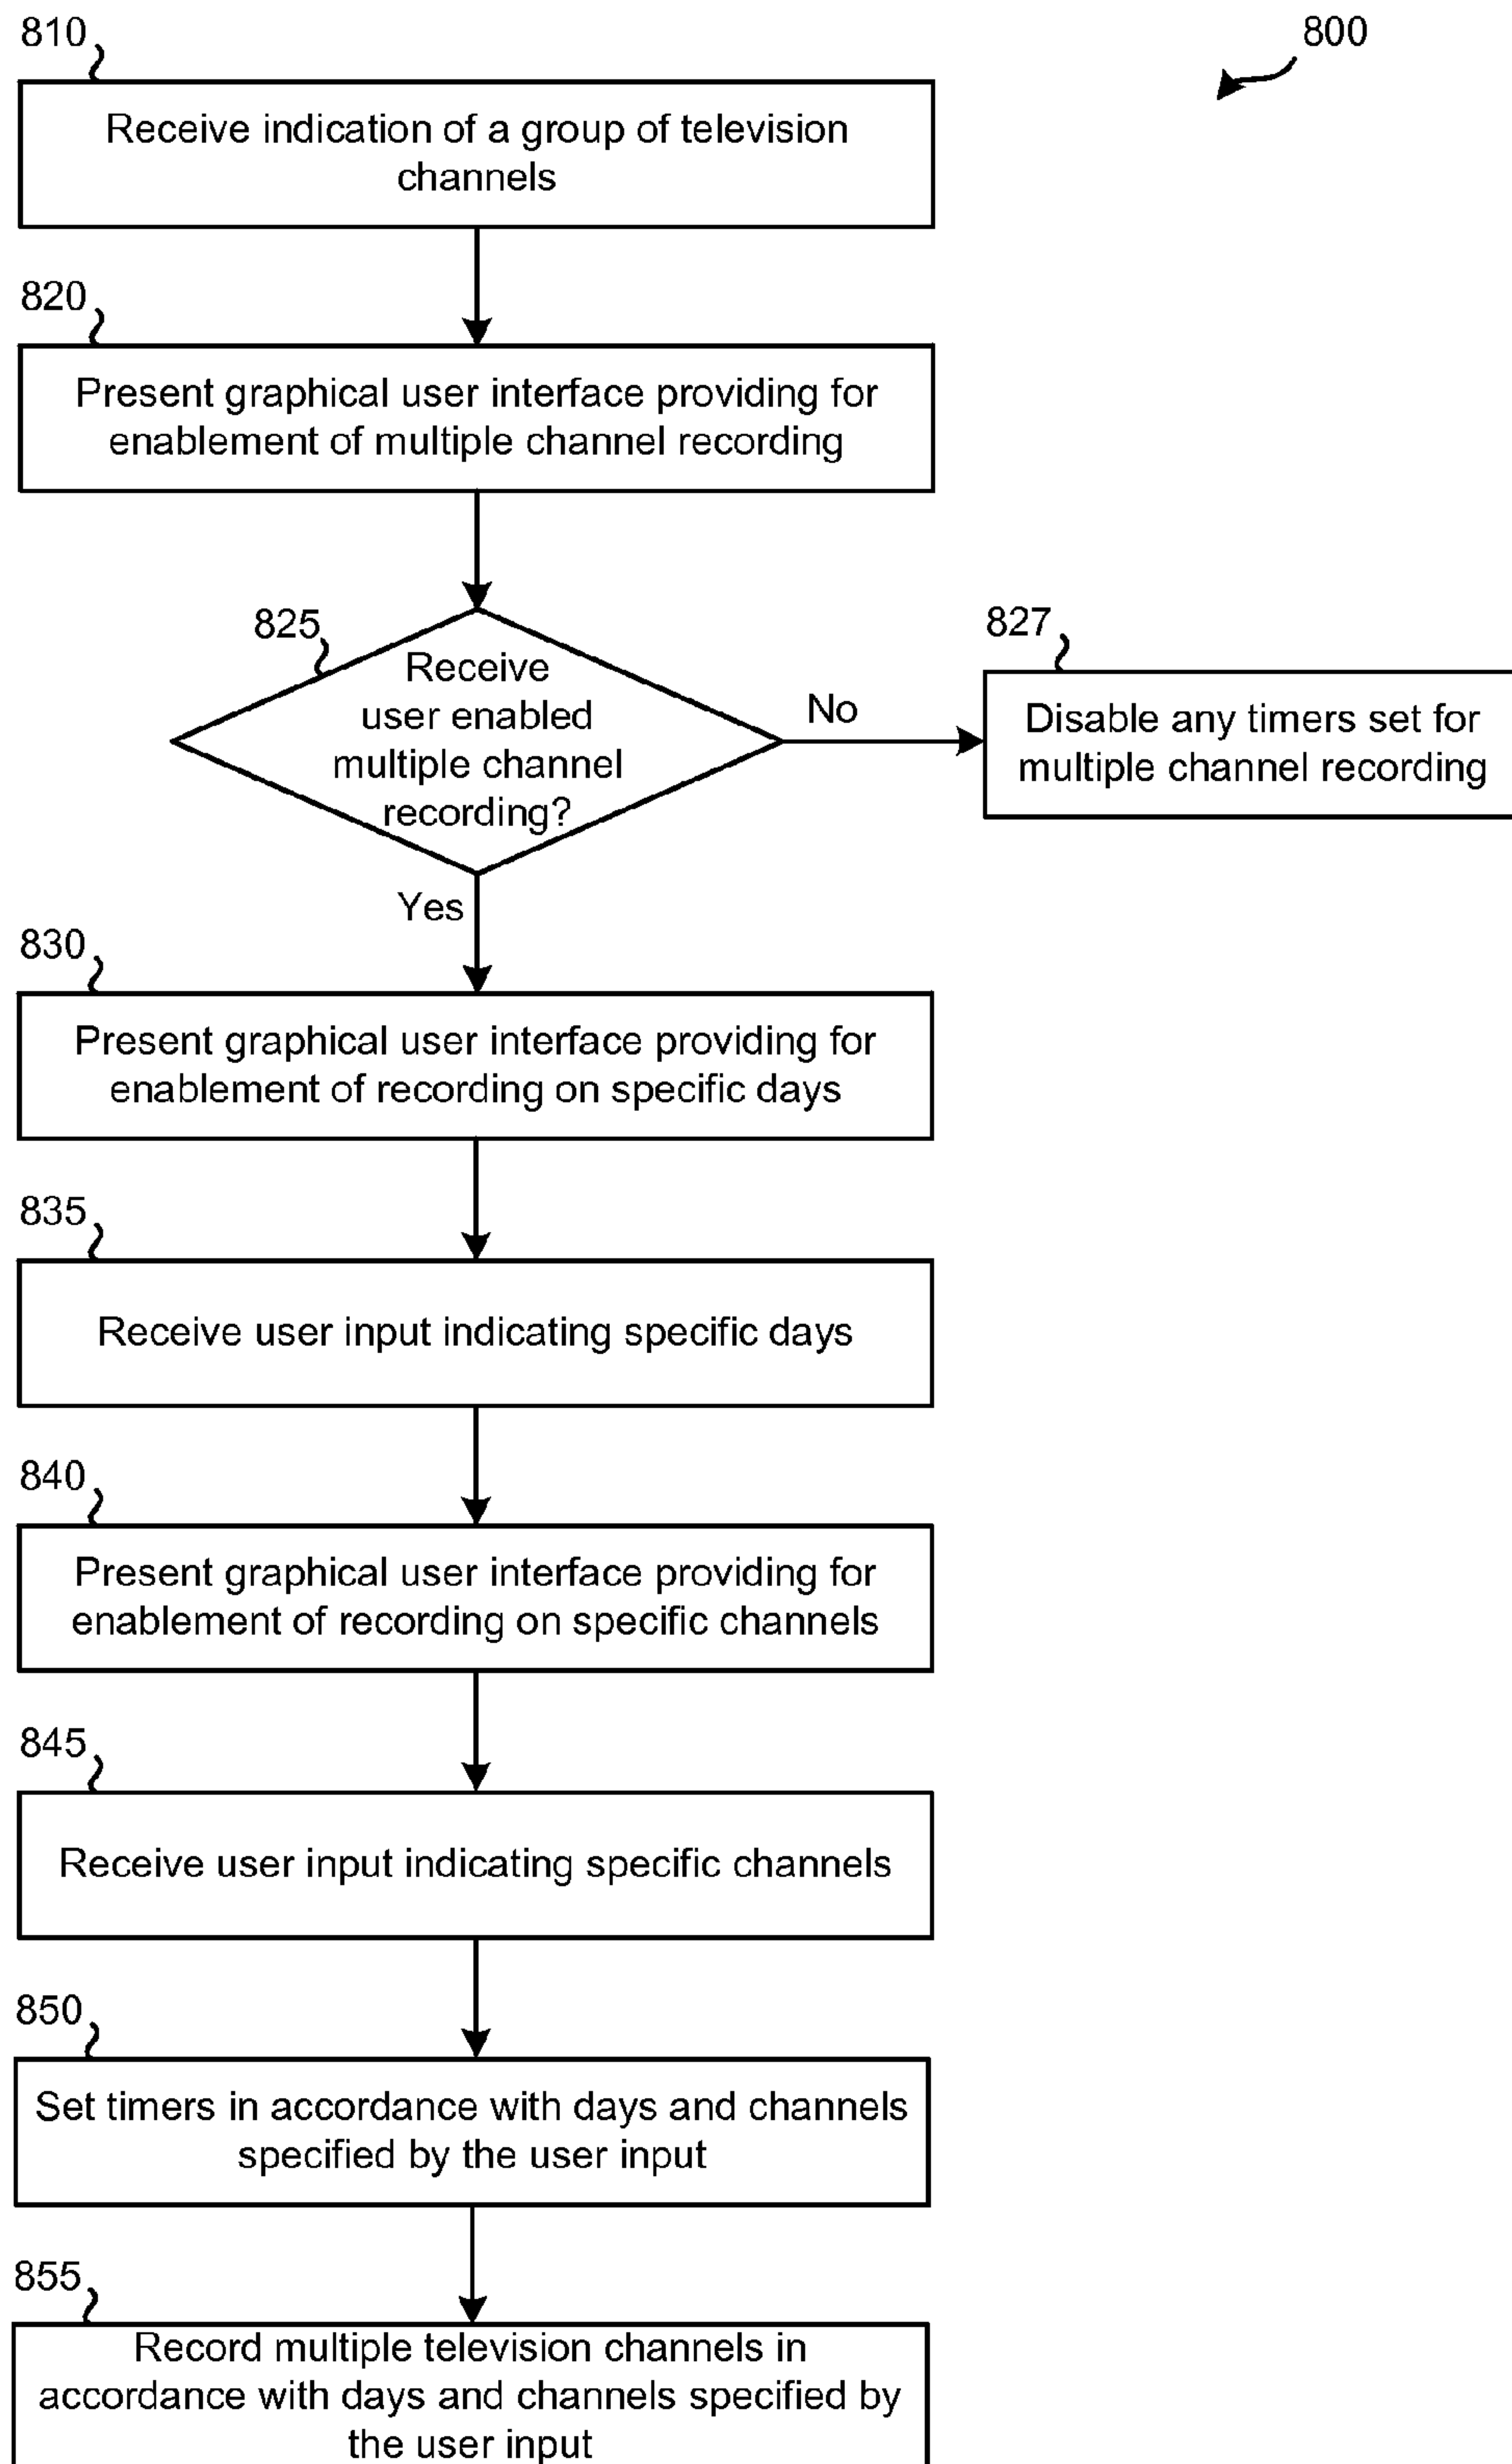 810
800
Receive indication of a group of television
channels
820
Present graphical user interface providing for
enablement of multiple channel recording
825
Receive
user enabled
multiple channel
recording?
No
827
Disable any timers set for
multiple channel recording
Yes
830
Present graphical user interface providing for
enablement of recording on specific days
835
Receive user input indicating specific days
840
Present graphical user interface providing for
enablement of recording on specific channels
845
Receive user input indicating specific channels
850
Set timers in accordance with days and channels
specified by the user input
855
Record multiple television channels in
accordance with days and channels specified by
the user input